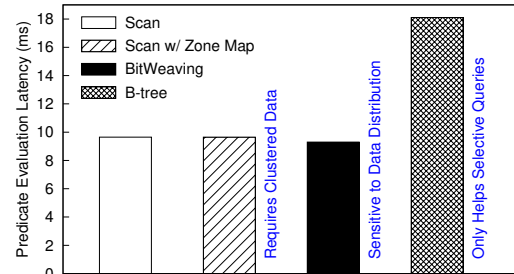 Predicate Evaluation Latency (ms)
18
16
14
12
10
8
6
4
2
0
Scan
Scan w/ Zone Map
BitWeaving
B-tree
Requires Clustered Data
Sensitive to Data Distribution
Only Helps Selective Queries